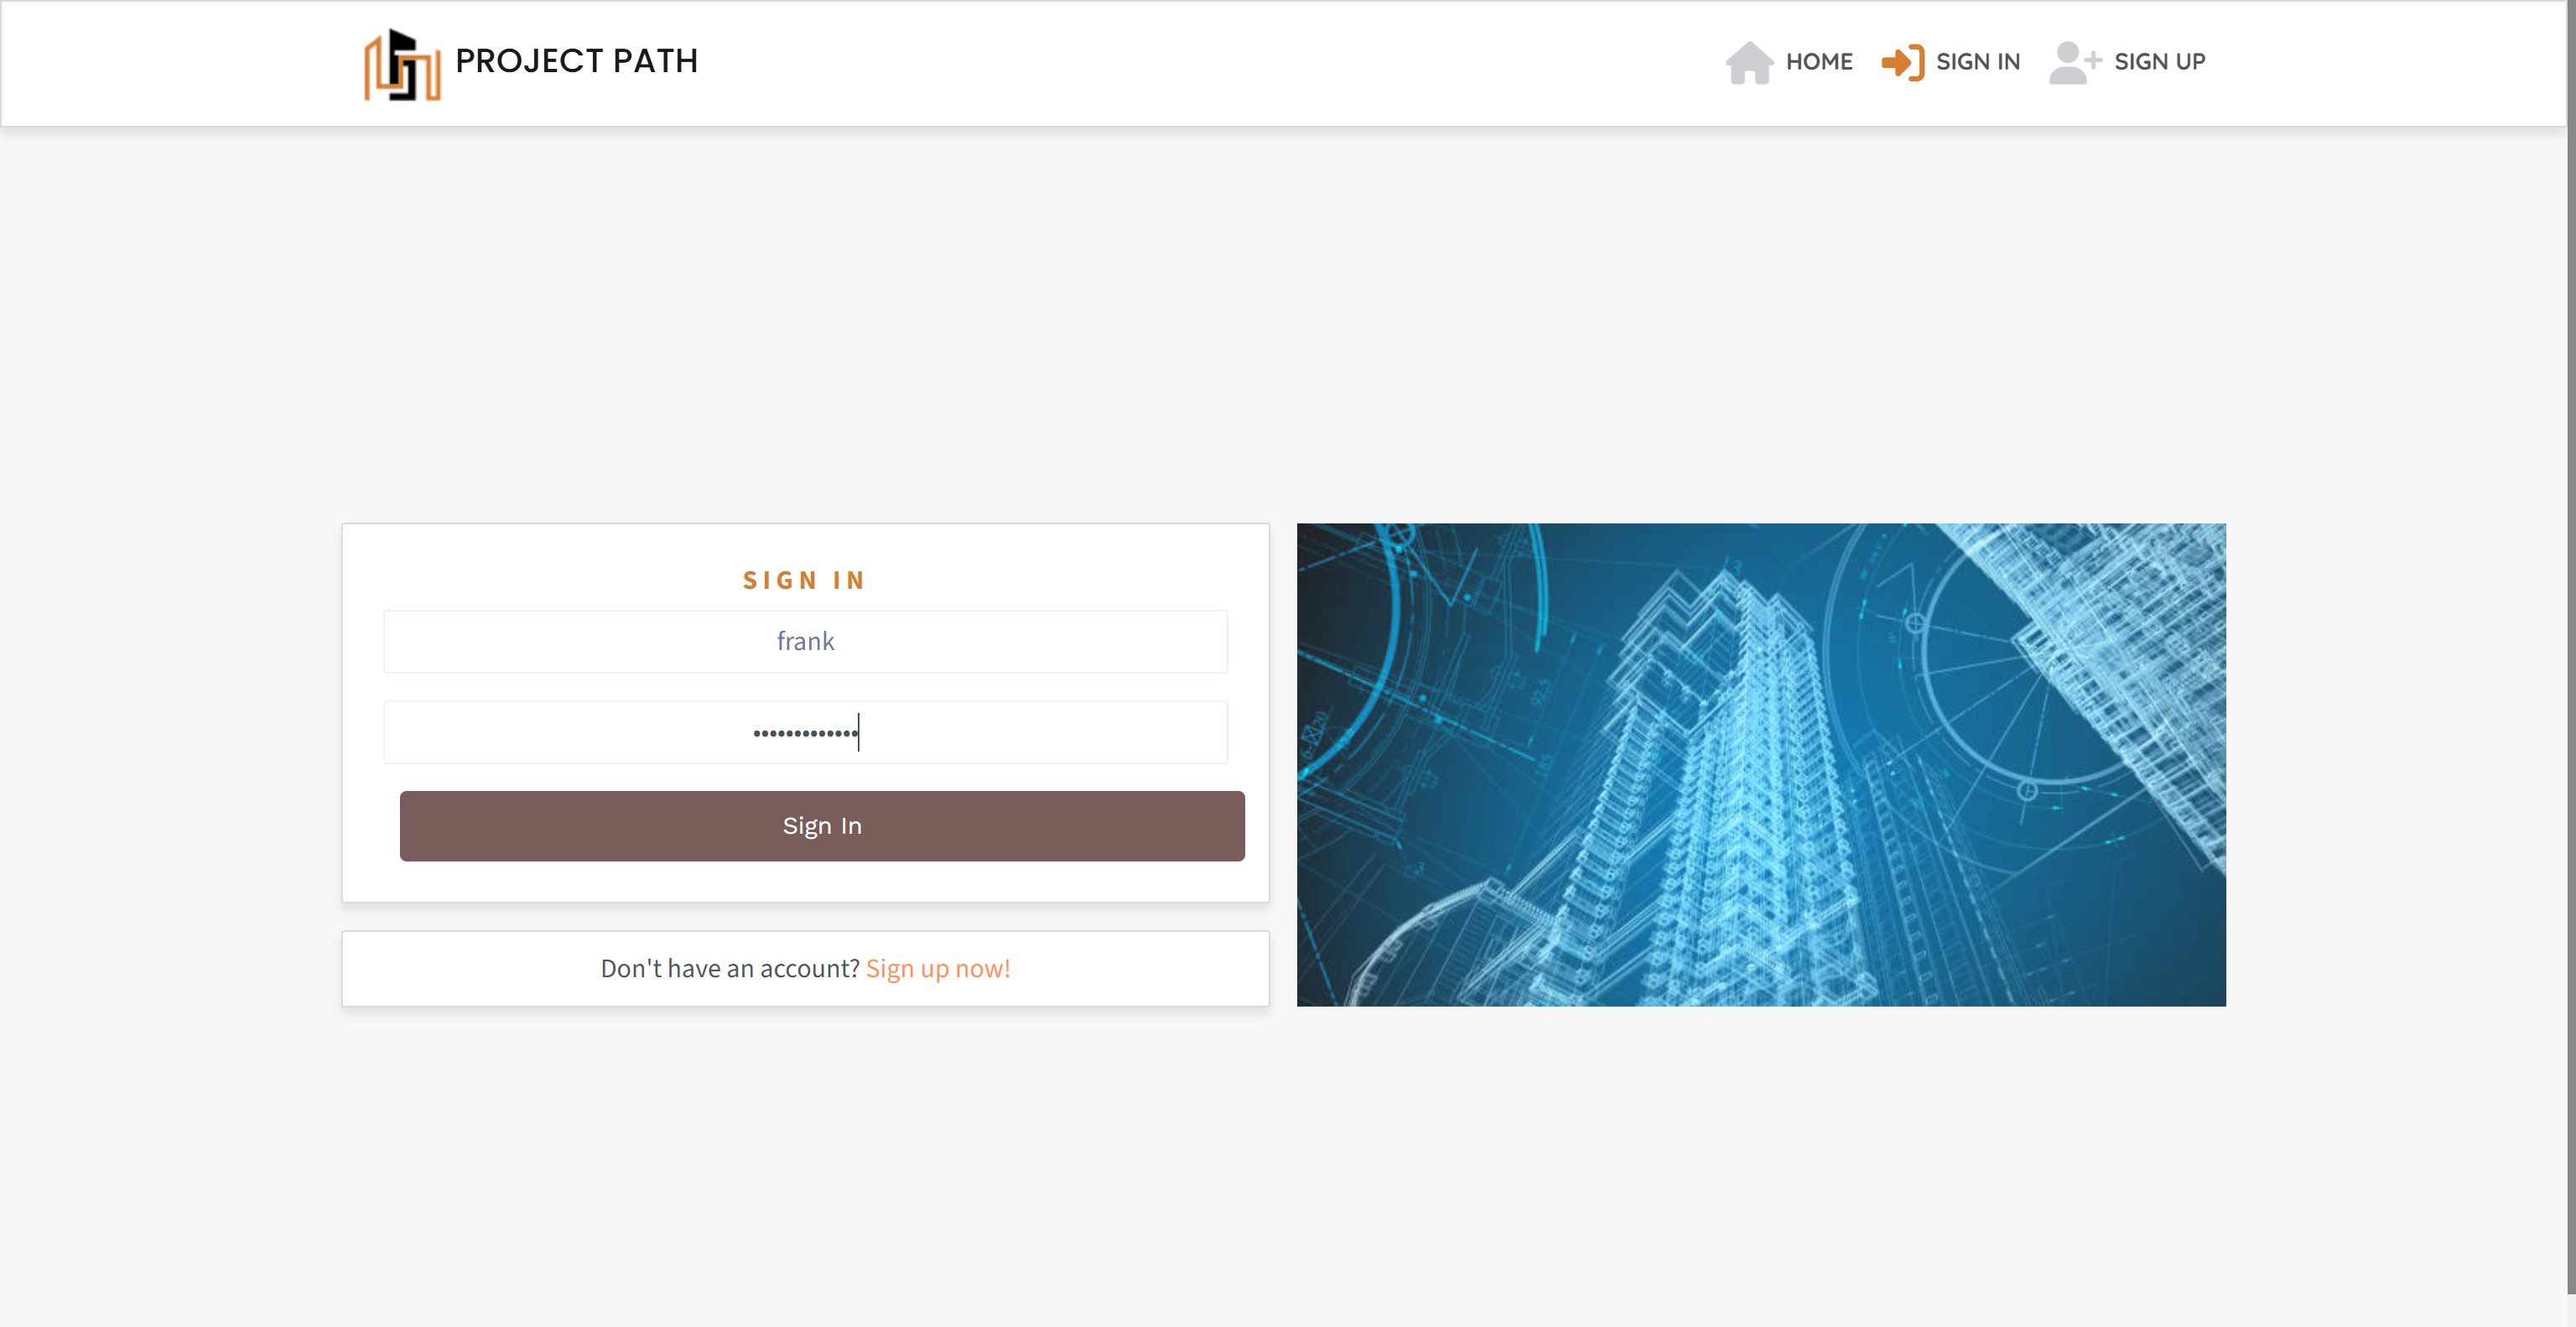 PROJECT PATH
HOME
SIGN IN
SIGN UP
SIGN IN
frank
•••••••••••••
Sign In
Don't have an account? Sign up now!